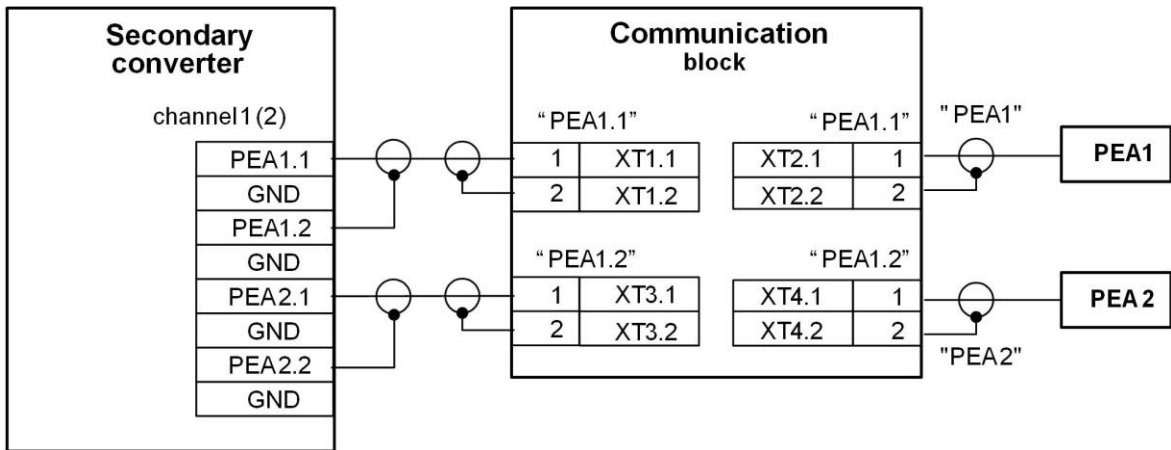 Secondary
converter
channel1(2)
PEA1.1
GND
PEA1.2
GND
PEA2.1
GND
PEA2.2
GND
Communication
block
“PEA1.1”
1 XT1.1
2 XT1.2
“PEA1.1”
XT2.1 1
XT2.2 2
“PEA1.2”
1 XT3.1
2 XT3.2
“PEA1.2”
XT4.1 1
XT4.2 2
"PEA1"
PEA1
PEA2
"PEA2"